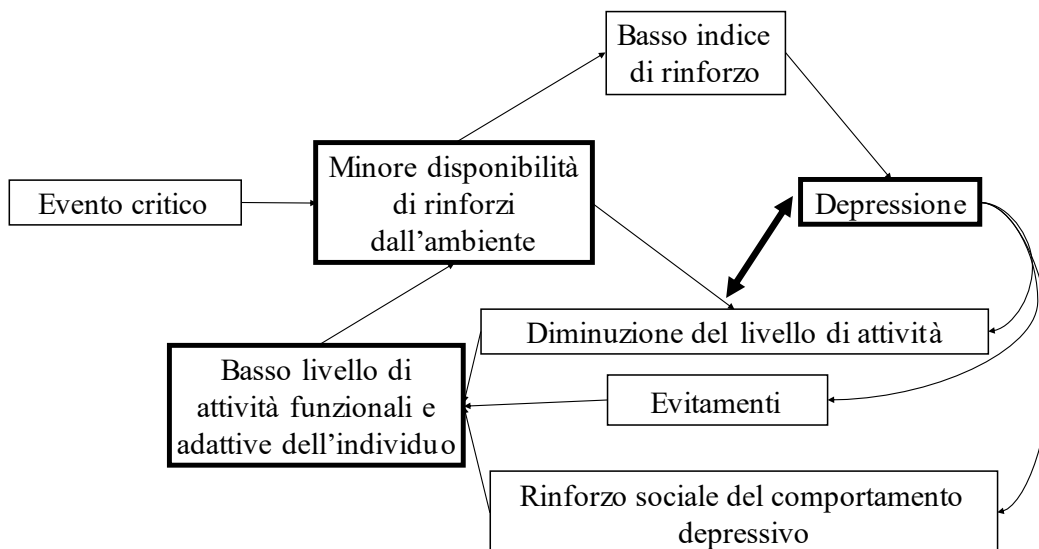 Basso indice
di rinforzo
Minore disponibilità
di rinforzi
dall'ambiente
Evento critico
Depressione
Diminuzione del livello di attività
Basso livello di
attività funzionali e
adattive dell'individuo
Evitamenti
Rinforzo sociale del comportamento
depressivo